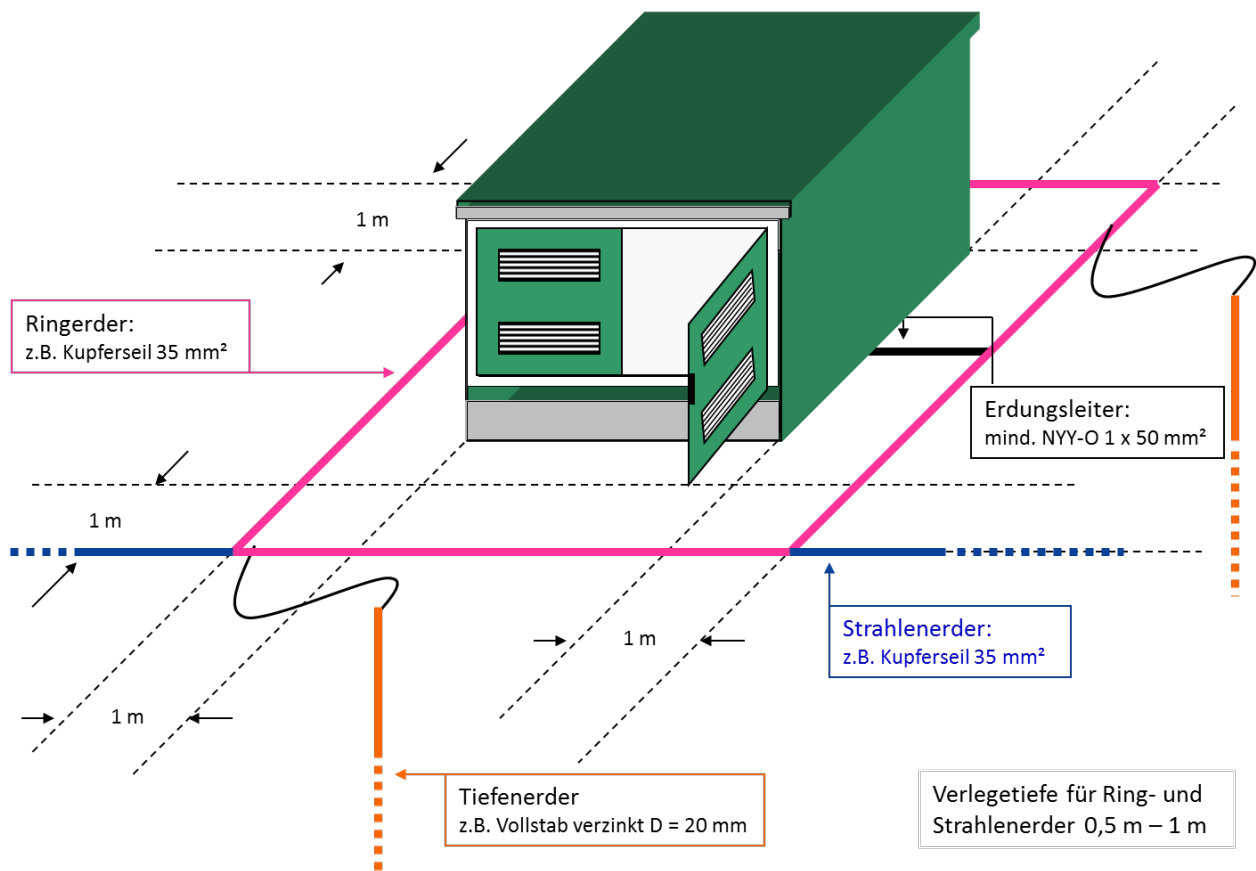 1 m
Ringerder:
z.B. Kupferseil 35 mm²
Erdungsleiter:
mind. NYY-O 1 x 50 mm²
1 m
Strahlenerder:
z.B. Kupferseil 35 mm²
1 m
1 m
Tiefenerder
z.B. Vollstab verzinkt D = 20 mm
Verlegetiefe für Ring- und
Strahlenerder 0,5 m – 1 m